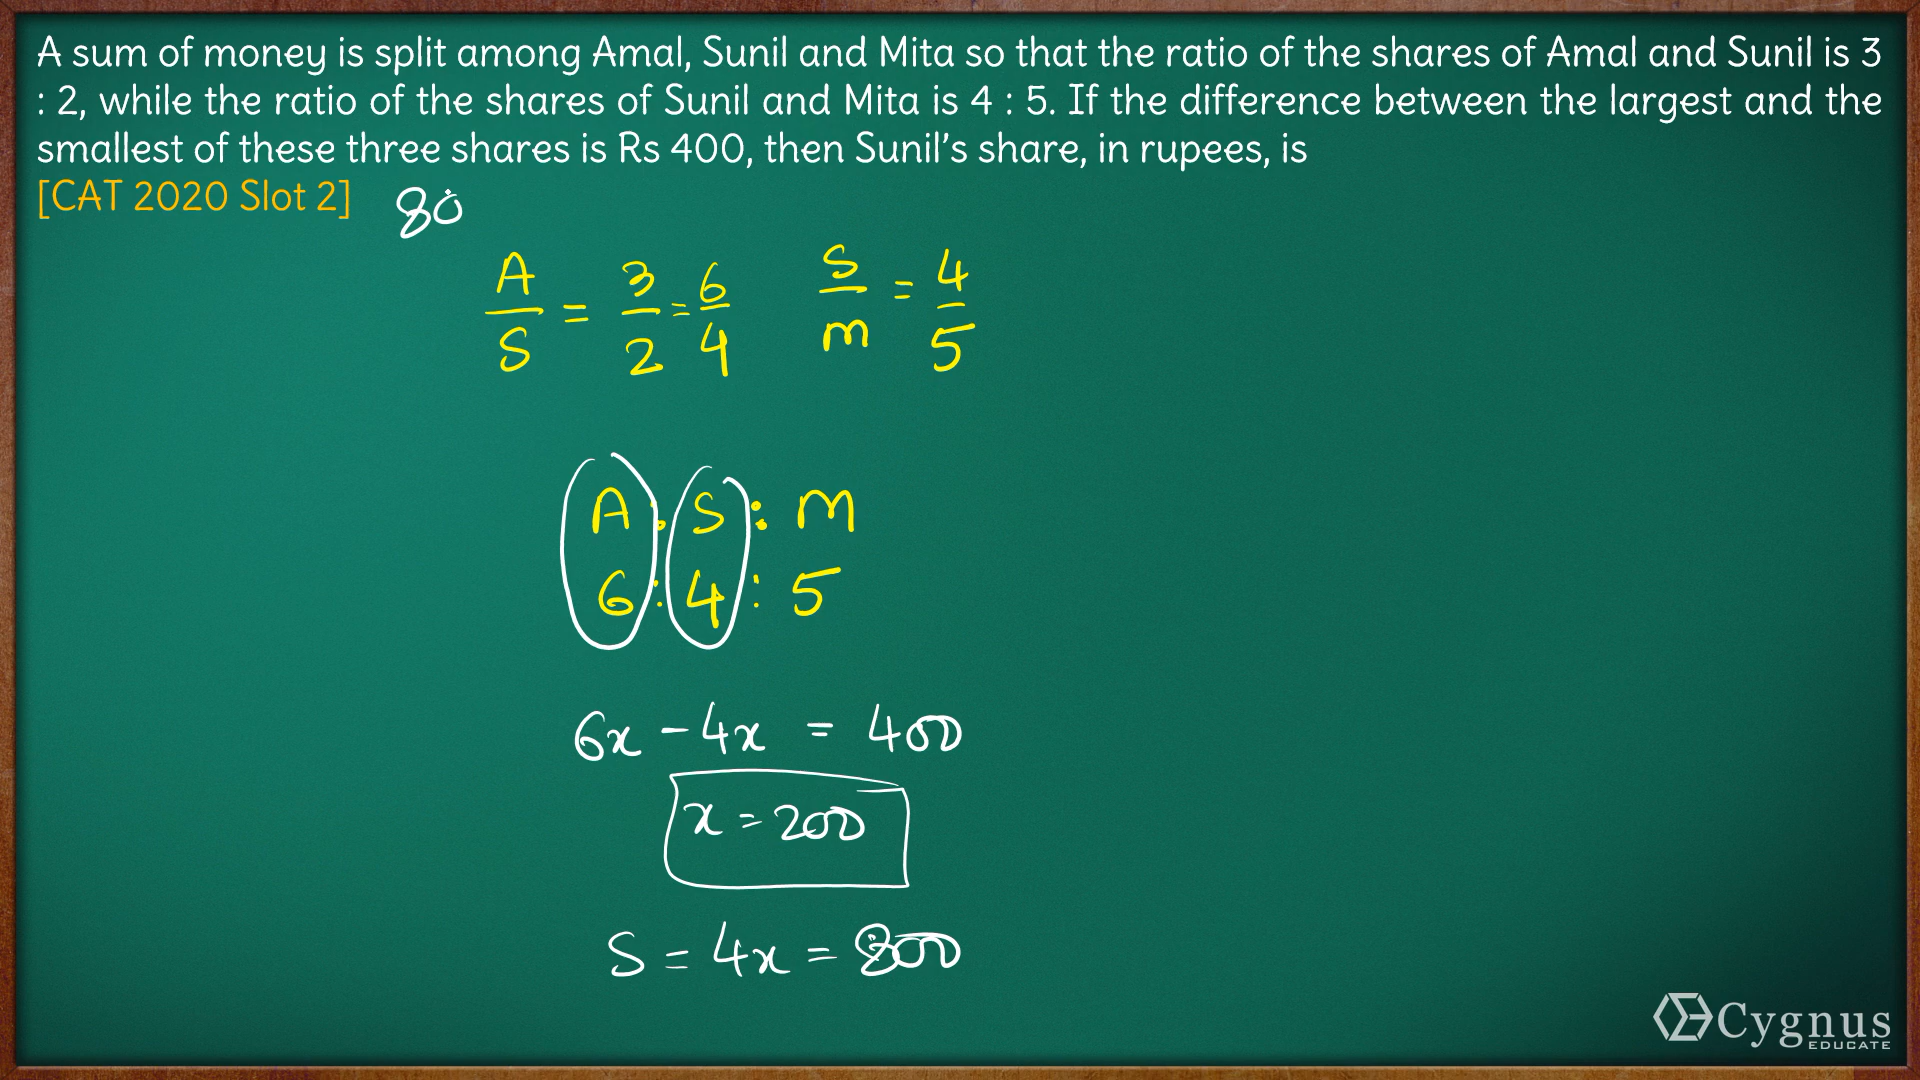 A sum of money is split among Amal, Sunil and Mita so that the ratio of the shares of Amal and Sunil is 3
: 2, while the ratio of the shares of Sunil and Mita is 4 : 5. If the difference between the largest and the
smallest of these three shares is Rs 400, then Sunil’s share, in rupees, is
[CAT 2020 Slot 2] 80
A/S = 3/2 = 6/4 S/m = 4/5
A : S : M
6 : 4 : 5
6x - 4x = 400
x = 200
S = 4x = 800
Cygnus
EDUCATE